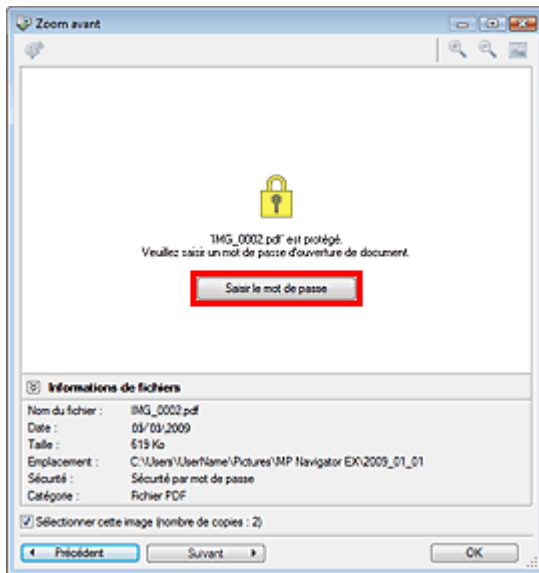 Zoom avant
'IMG_0002.pdf' est protégé.
Veuillez saisir un mot de passe d'ouverture de document.
Saisir le mot de passe
Informations de fichiers
Nom du fichier : IMG_0002.pdf
Date : 01/01/2009
Taille : 619 Ko
Emplacement : C:\Users\UserName\Pictures\MP Navigator EX\2009_01_01
Sécurité : Sécurité par mot de passe
Catégorie : Fichier PDF
Sélectionner cette image (nombre de copies : 2)
Précédent
Suivant
OK